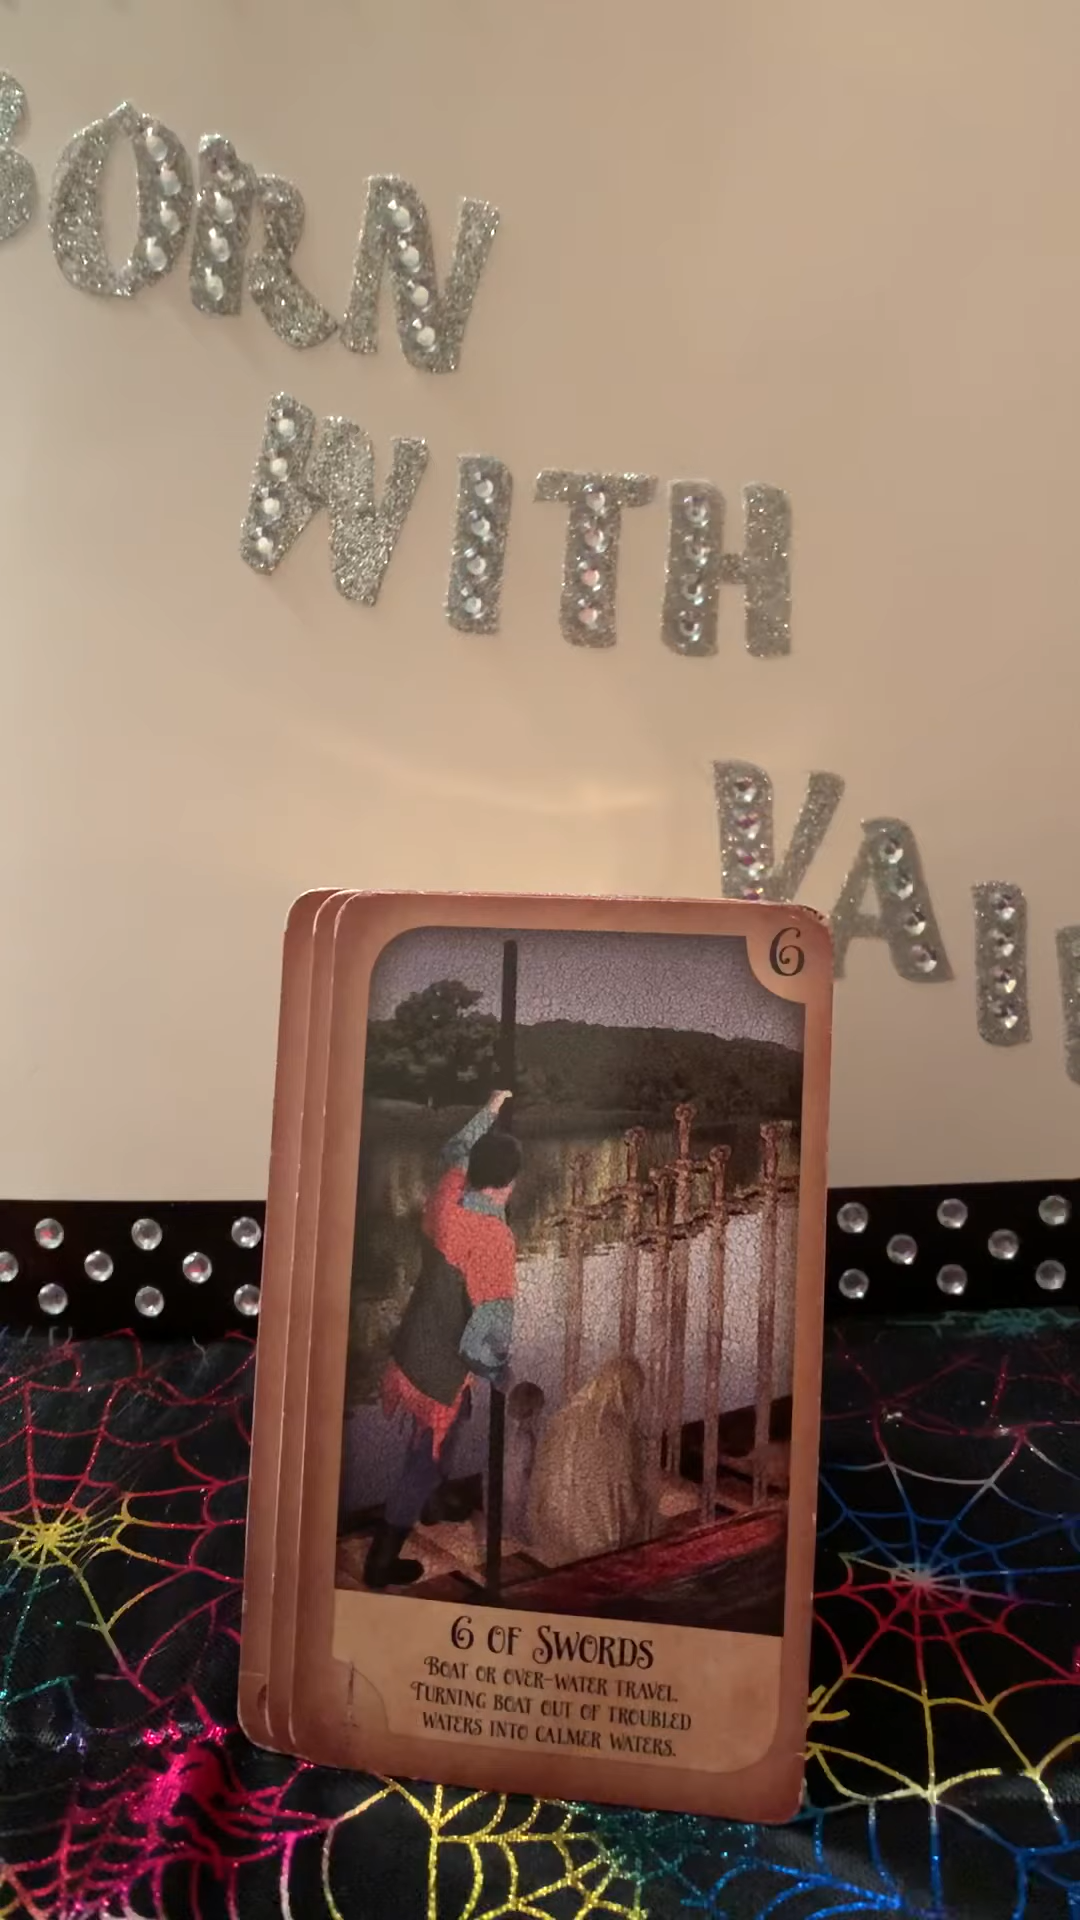 BORN
WITH
VAI
6
6 OF SWORDS
BOAT OR OVER-WATER TRAVEL.
TURNING BOAT OUT OF TROUBLED
WATERS INTO CALMER WATERS.